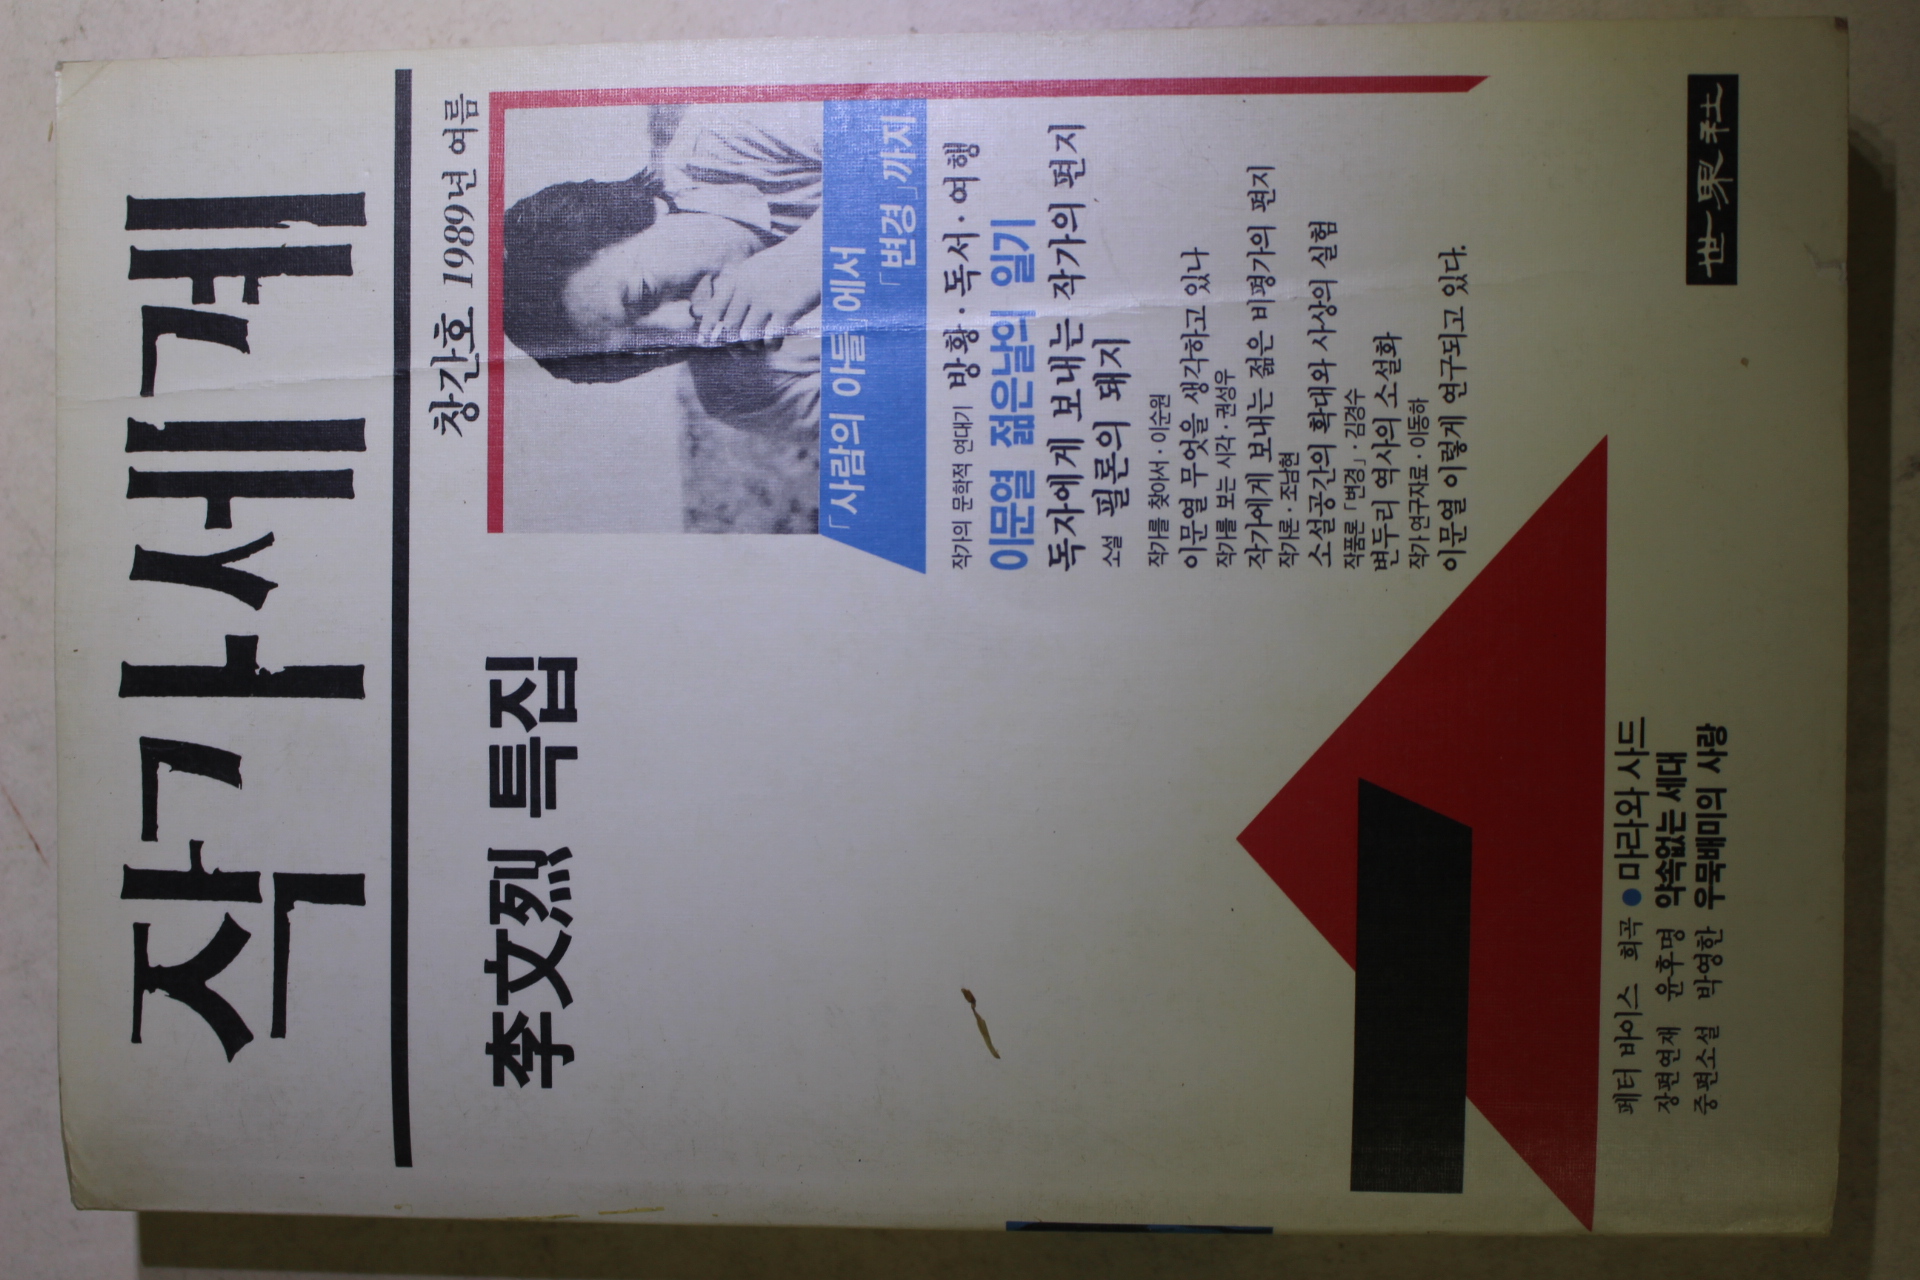 작가세계
창간호 1989년 여름
李文烈 특집
「사람의 아들」에서
「변경」까지
작가의 문학적 연대기 방황·독서·여행
이문열 젊은날의 일기
독자에게 보내는 작가의 편지
소설 필론의 돼지
작가를 찾아서·이순원
이문열 무엇을 생각하고 있나
작가를 보는 시각·권성우
작가에게 보내는 젊은 비평가의 편지
작가론·조남현
소설공간의 확대와 사상의 실험
작품론「변경」·김경수
변두리 역사의 소설화
작가 연구자료·이동하
이문열 이렇게 연구되고 있다.
페터 바이스 희곡 ● 마라와 사드
장편연재 윤후명 약속없는 세대
중편소설 박영한 우묵배미의 사랑
世界社